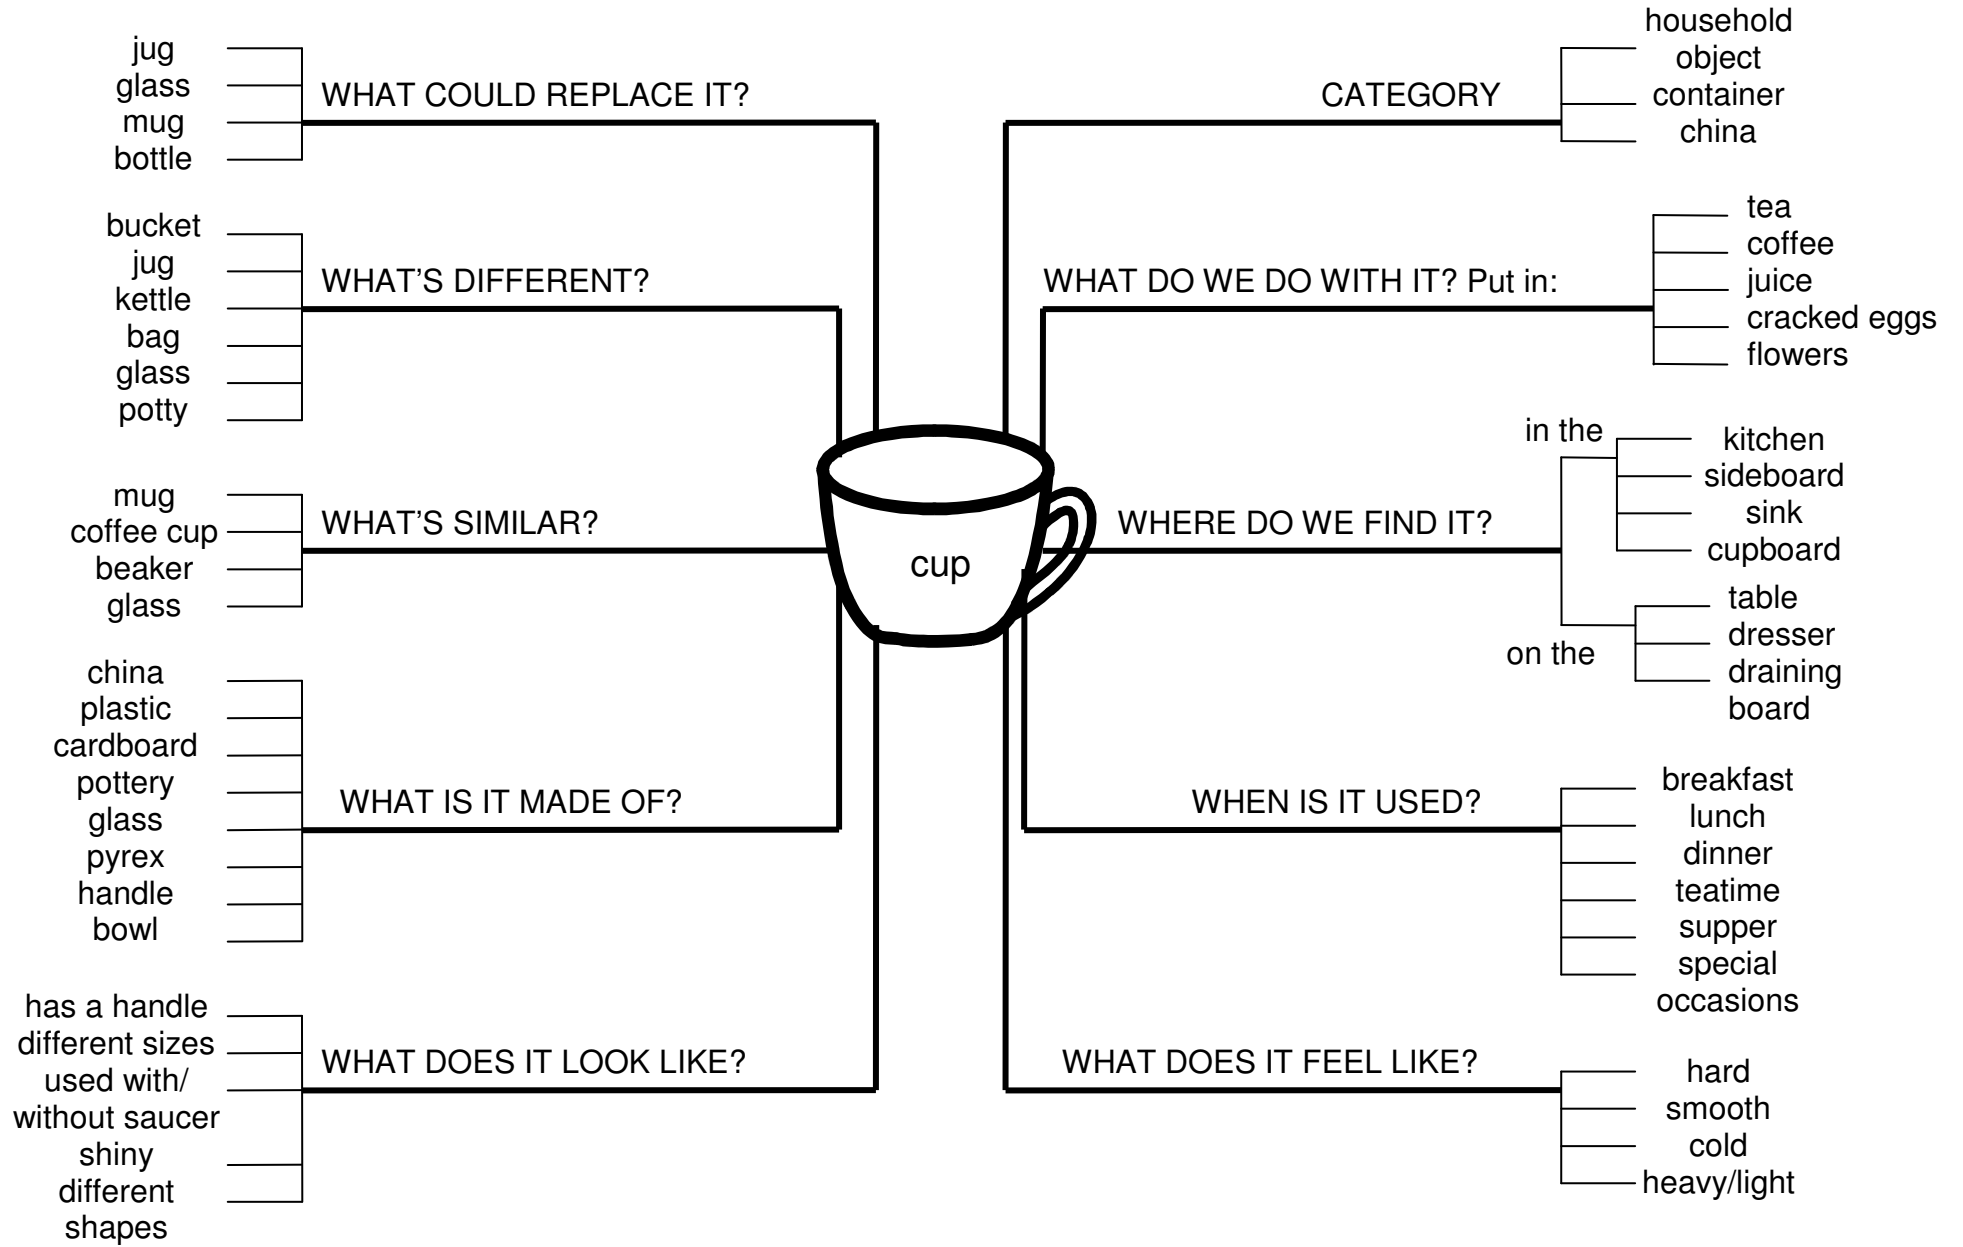 jug
glass
mug
bottle
WHAT COULD REPLACE IT?
bucket
jug
kettle
bag
glass
potty
WHAT’S DIFFERENT?
mug
coffee cup
beaker
glass
WHAT’S SIMILAR?
china
plastic
cardboard
pottery
glass
pyrex
handle
bowl
WHAT IS IT MADE OF?
has a handle
different sizes
used with/
without saucer
shiny
different
shapes
WHAT DOES IT LOOK LIKE?
cup
CATEGORY
household
object
container
china
WHAT DO WE DO WITH IT? Put in:
tea
coffee
juice
cracked eggs
flowers
WHERE DO WE FIND IT?
in the
kitchen
sideboard
sink
cupboard
on the
table
dresser
draining
board
WHEN IS IT USED?
breakfast
lunch
dinner
teatime
supper
special
occasions
WHAT DOES IT FEEL LIKE?
hard
smooth
cold
heavy/light